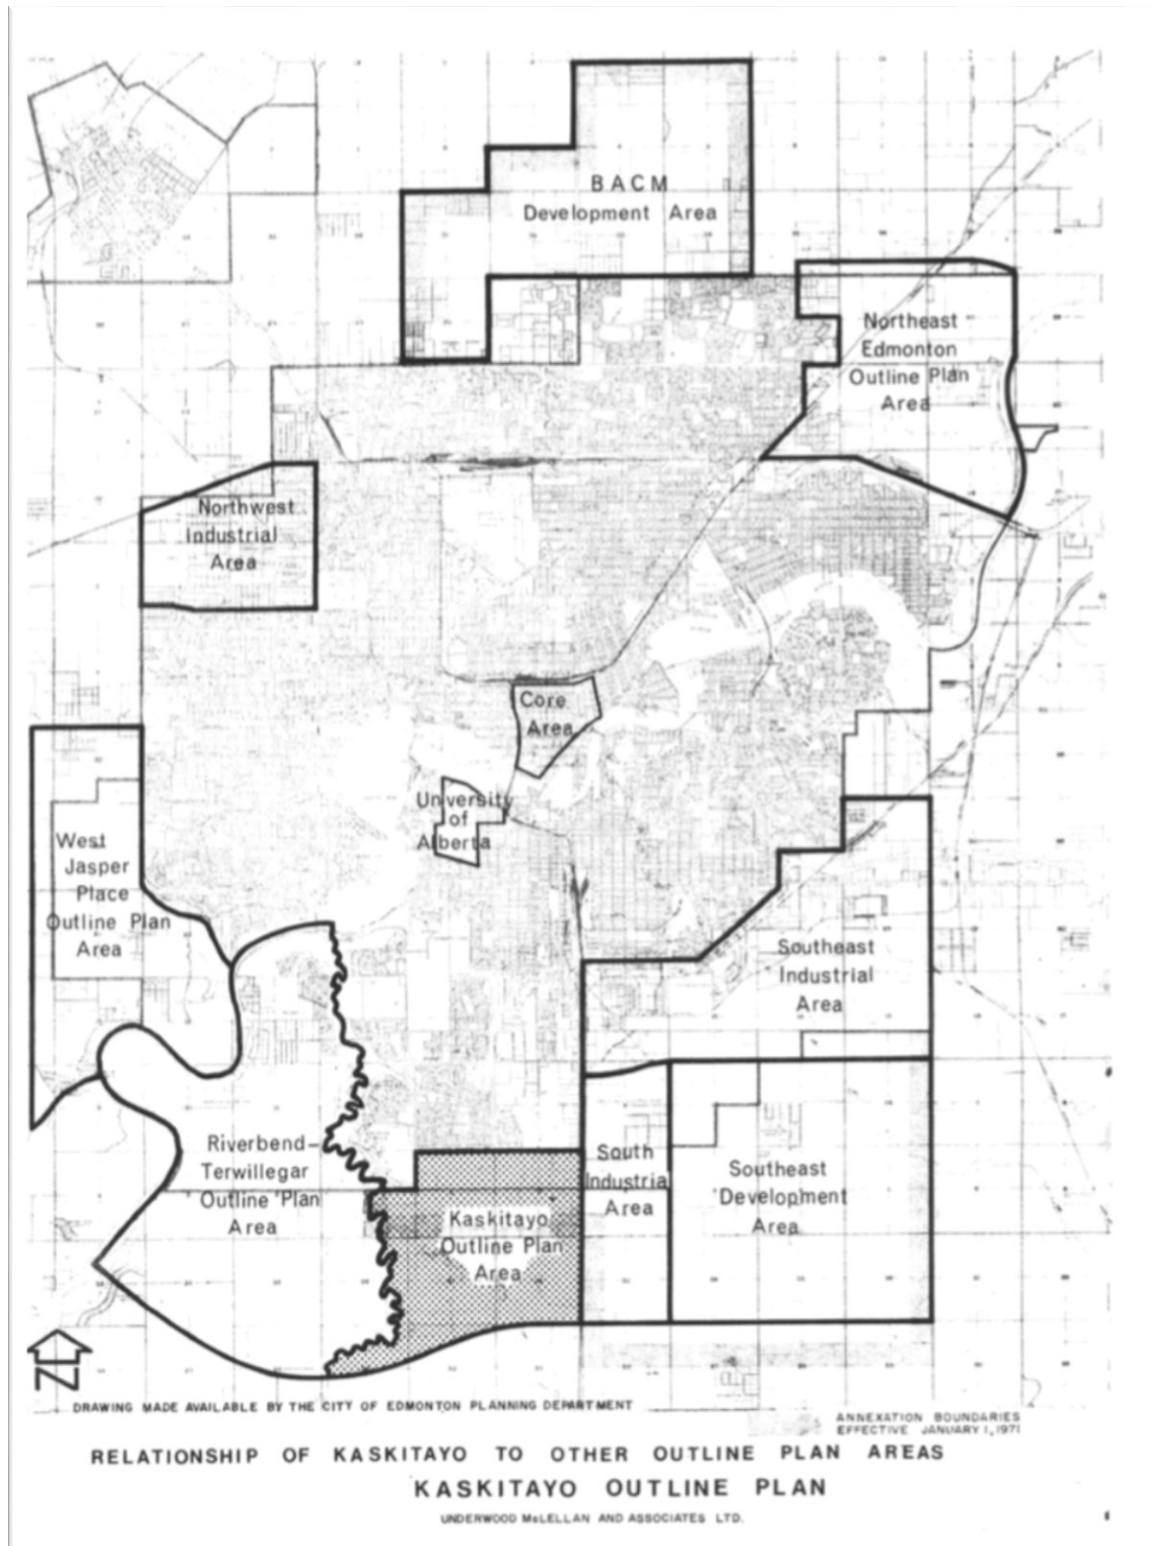 BACM
Development Area
Northeast
Edmonton
Outline Plan
Area
Northwest
Industrial
Area
Core
Area
University
of
Alberta
West
Jasper
Place
Outline Plan
Area
Southeast
Industrial
Area
Riverbend-
Terwillegar
Outline Plan
Area
South
Industrial
Area
Southeast
Development
Area
Kaskitayo
Outline Plan
Area
N
DRAWING MADE AVAILABLE BY THE CITY OF EDMONTON PLANNING DEPARTMENT
ANNEXATION BOUNDARIES
EFFECTIVE JANUARY 1, 1971
RELATIONSHIP OF KASKITAYO TO OTHER OUTLINE PLAN AREAS
KASKITAYO OUTLINE PLAN
UNDERWOOD McLELLAN AND ASSOCIATES LTD.